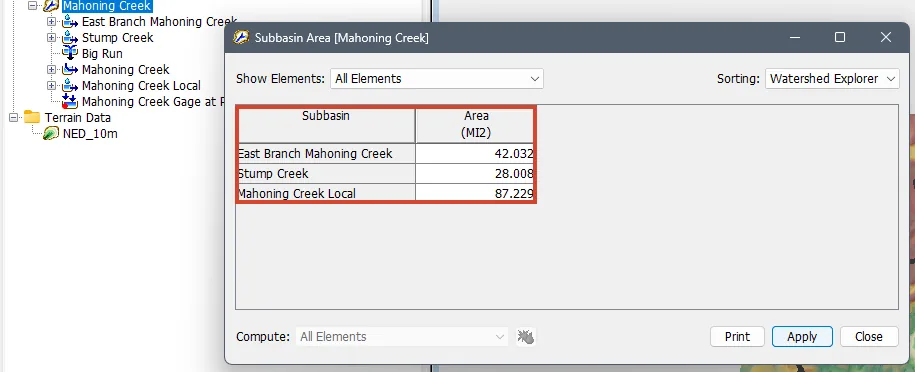 Mahoning Creek
East Branch Mahoning Creek
Stump Creek
Big Run
Mahoning Creek
Mahoning Creek Local
Mahoning Creek Gage at
Terrain Data
NED_10m
Subbasin Area [Mahoning Creek]
Show Elements: All Elements Sorting: Watershed Explorer
Subbasin Area
(MI2)
East Branch Mahoning Creek 42.032
Stump Creek 28.008
Mahoning Creek Local 87.229
Compute: All Elements Print Apply Close